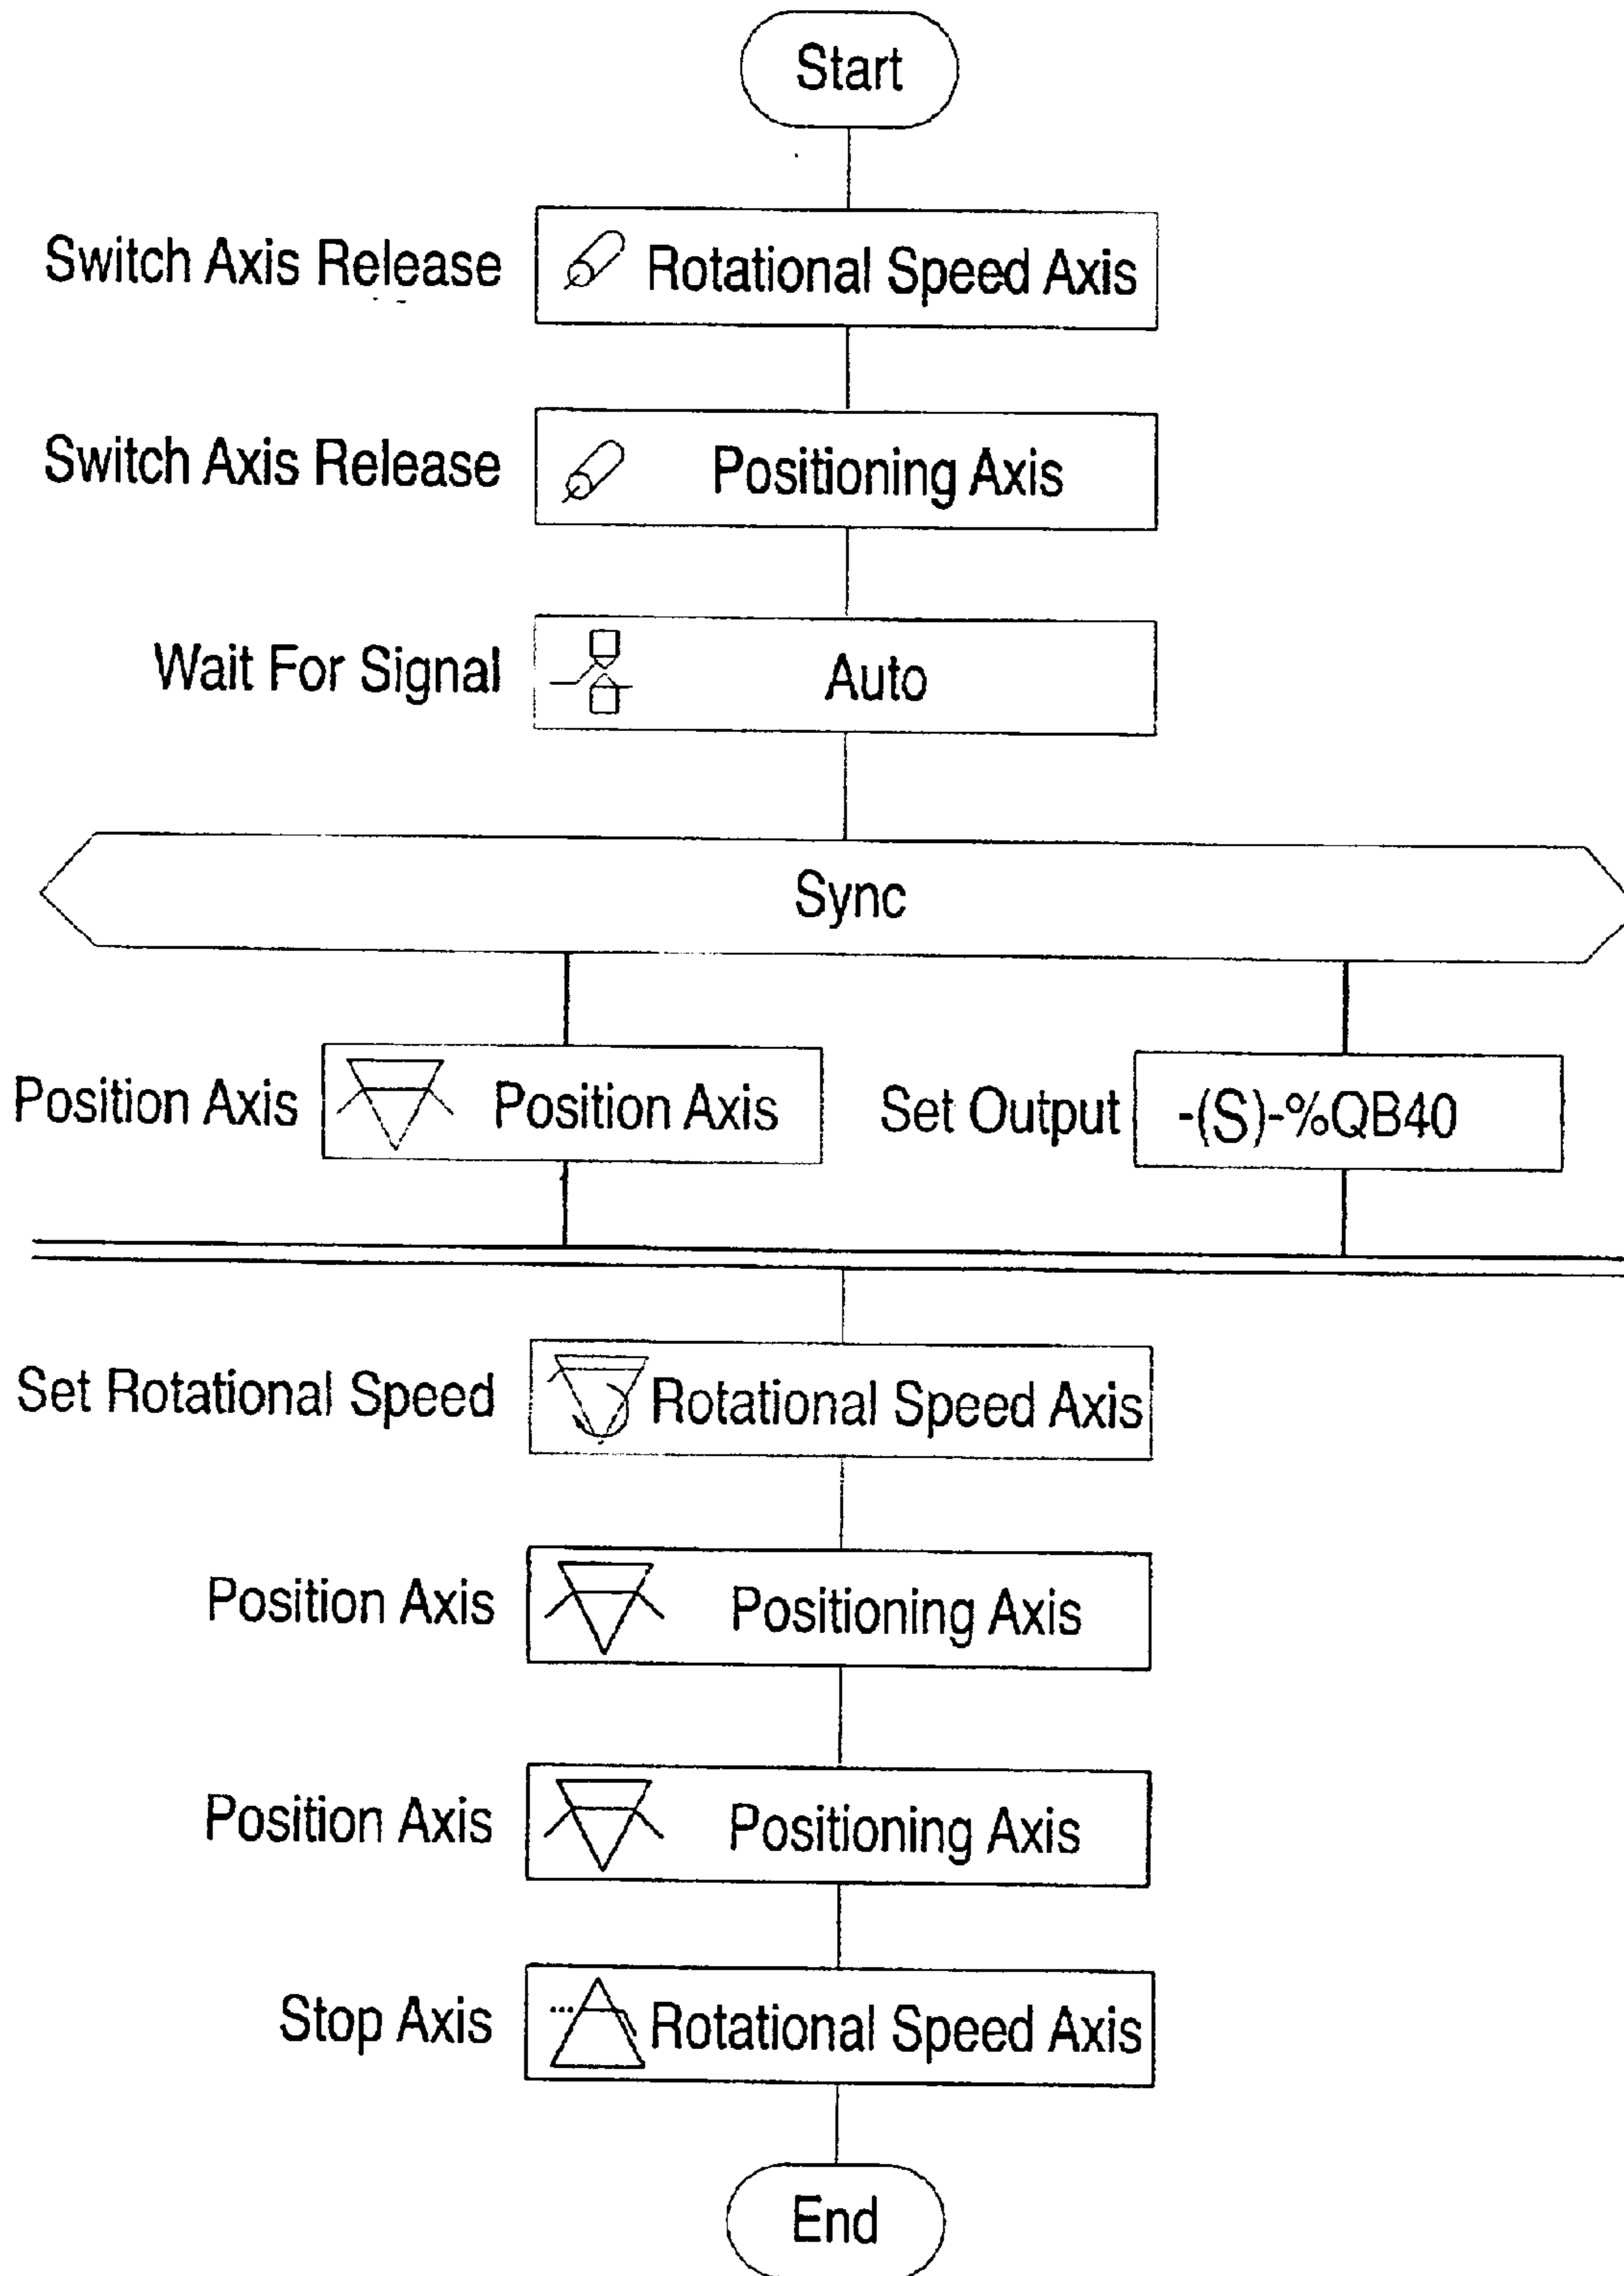 Start
Switch Axis Release Rotational Speed Axis
Switch Axis Release Positioning Axis
Wait For Signal Auto
Sync
Position Axis Position Axis Set Output -(S)-%QB40
Set Rotational Speed Rotational Speed Axis
Position Axis Positioning Axis
Position Axis Positioning Axis
Stop Axis Rotational Speed Axis
End